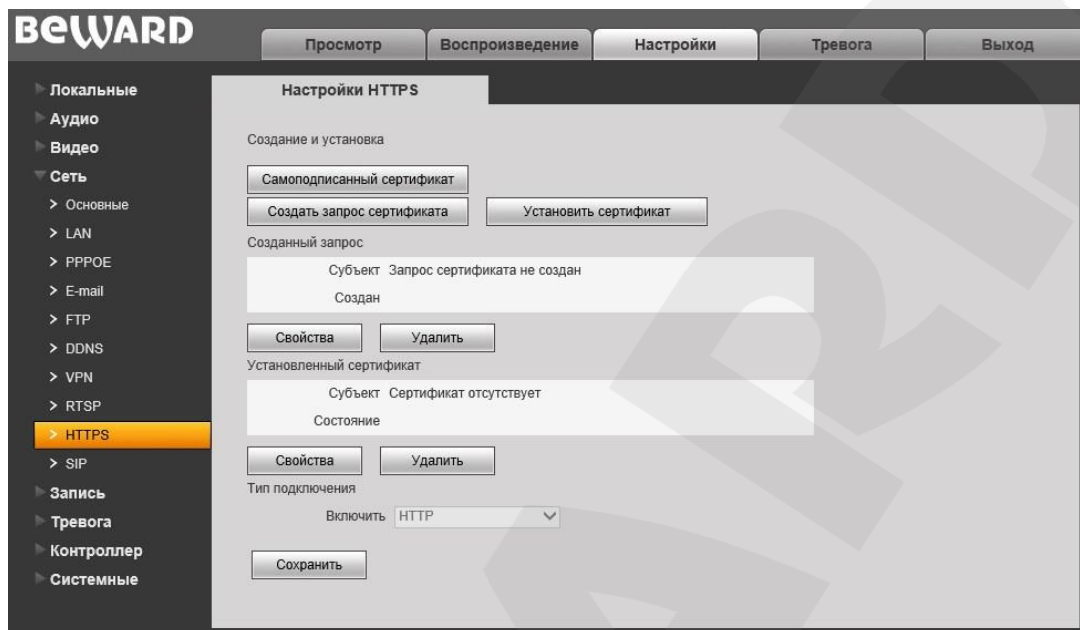 BEWARD
Просмотр Воспроизведение Настройки Тревога Выход
Локальные
Аудио
Видео
Сеть
> Основные
> LAN
> PPPOE
> E-mail
> FTP
> DDNS
> VPN
> RTSP
> HTTPS
> SIP
Запись
Тревога
Контроллер
Системные
Настройки HTTPS
Создание и установка
Самоподписанный сертификат
Создать запрос сертификата Установить сертификат
Созданный запрос
Субъект Запрос сертификата не создан
Создан
Свойства Удалить
Установленный сертификат
Субъект Сертификат отсутствует
Состояние
Свойства Удалить
Тип подключения
Включить HTTP
Сохранить